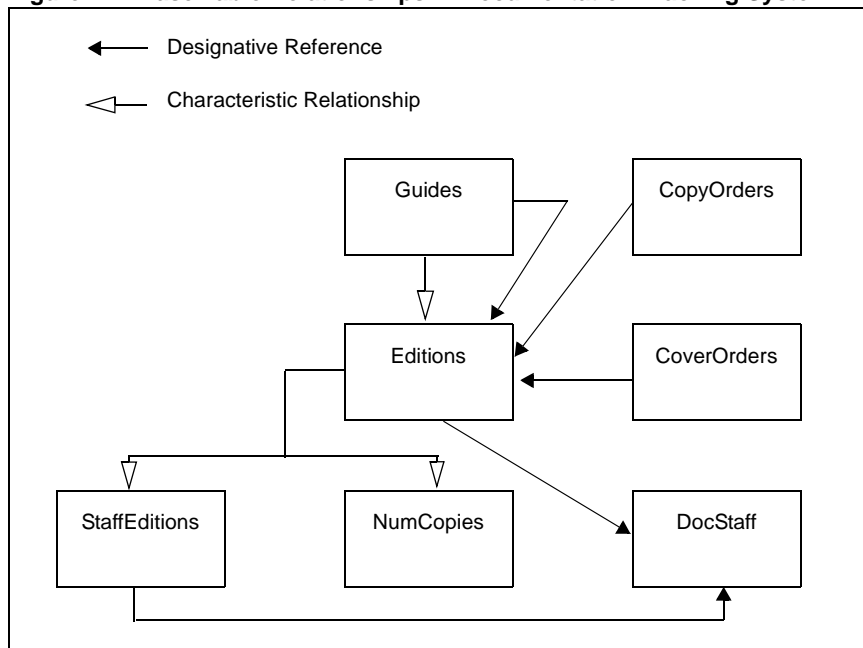 Designative Reference
Characteristic Relationship
Guides
CopyOrders
Editions
CoverOrders
StaffEditions
NumCopies
DocStaff